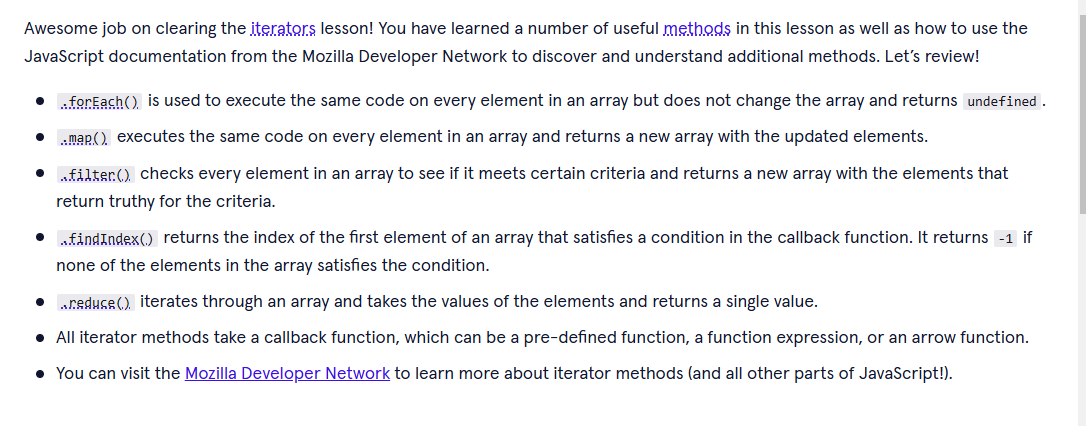 Awesome job on clearing the iterators lesson! You have learned a number of useful methods in this lesson as well as how to use the
JavaScript documentation from the Mozilla Developer Network to discover and understand additional methods. Let’s review!
• .forEach() is used to execute the same code on every element in an array but does not change the array and returns undefined.
• .map() executes the same code on every element in an array and returns a new array with the updated elements.
• .filter() checks every element in an array to see if it meets certain criteria and returns a new array with the elements that
return truthy for the criteria.
• .findIndex() returns the index of the first element of an array that satisfies a condition in the callback function. It returns -1 if
none of the elements in the array satisfies the condition.
• .reduce() iterates through an array and takes the values of the elements and returns a single value.
• All iterator methods take a callback function, which can be a pre-defined function, a function expression, or an arrow function.
• You can visit the Mozilla Developer Network to learn more about iterator methods (and all other parts of JavaScript!).